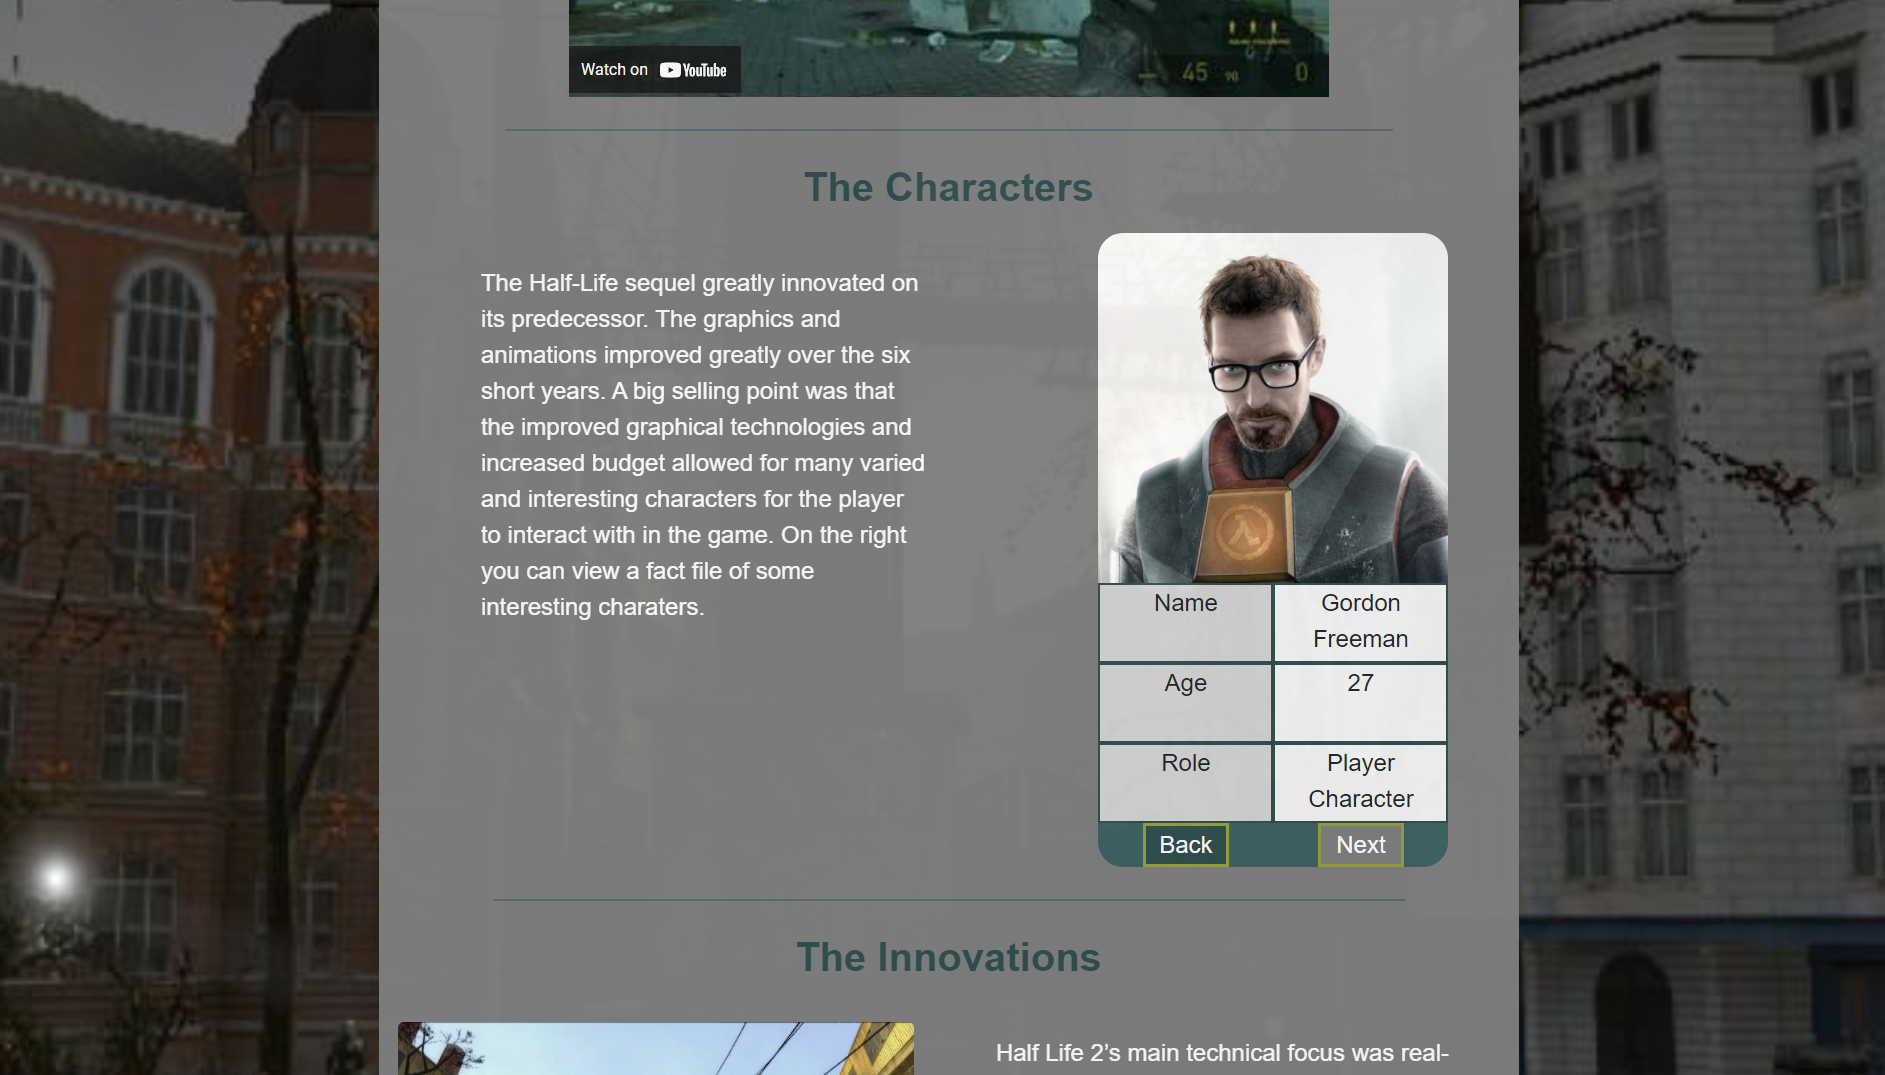 Watch on YouTube
45 90 0
The Characters
The Half-Life sequel greatly innovated on
its predecessor. The graphics and
animations improved greatly over the six
short years. A big selling point was that
the improved graphical technologies and
increased budget allowed for many varied
and interesting characters for the player
to interact with in the game. On the right
you can view a fact file of some
interesting charaters.
Name
Gordon
Freeman
Age
27
Role
Player
Character
Back
Next
The Innovations
Half Life 2’s main technical focus was real-